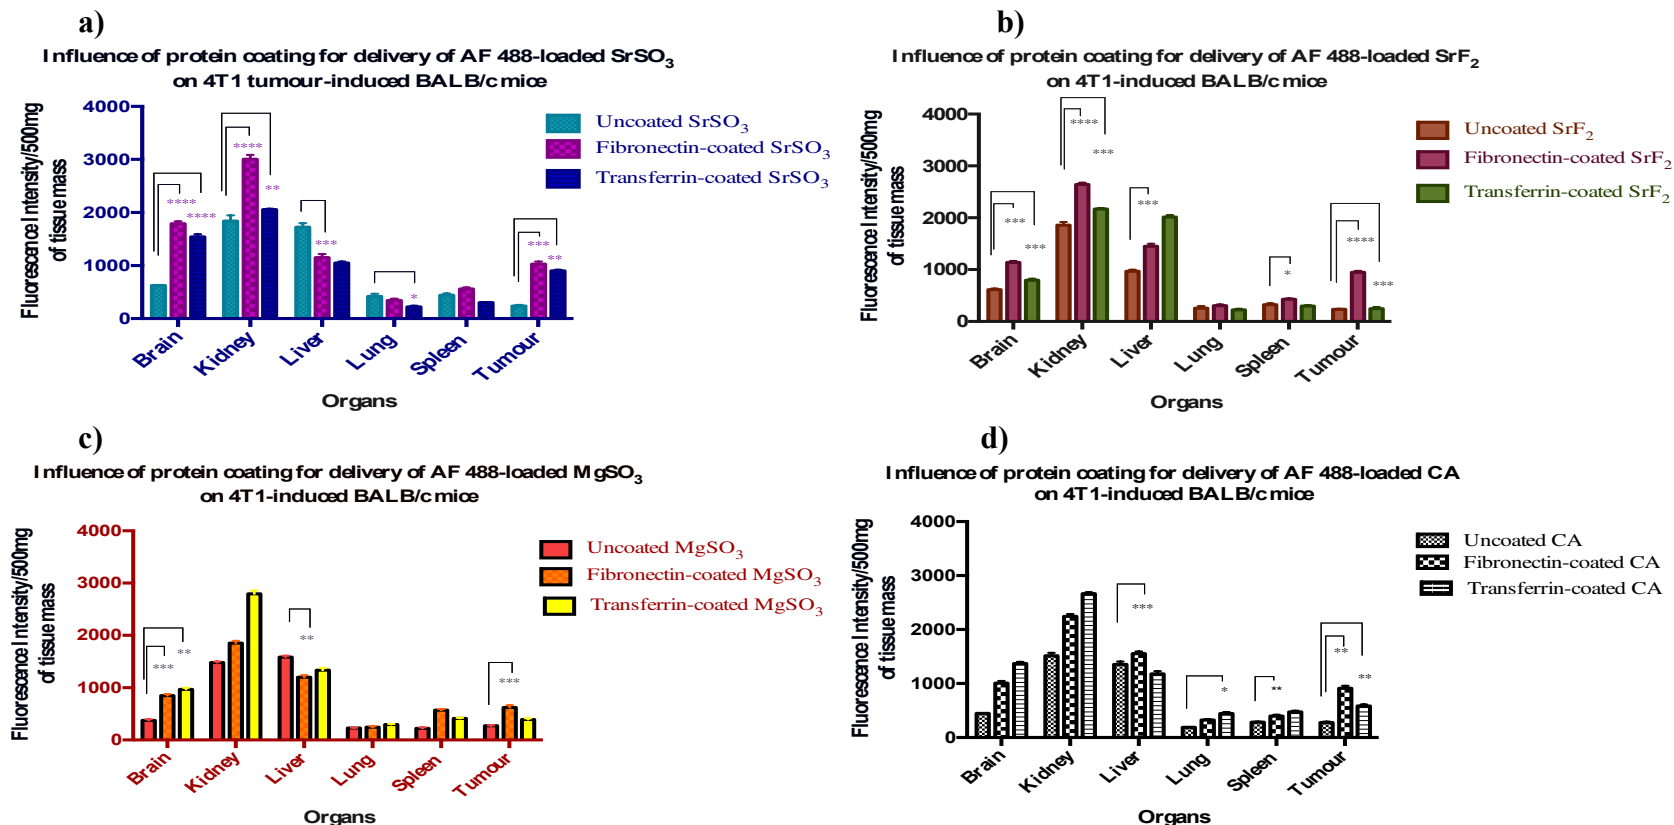 a)
Influence of protein coating for delivery of AF 488-loaded SrSO3
on 4T1 tumour-induced BALB/c mice
Fluorescence Intensity/500mg
of tissue mass
4000
3000
2000
1000
0
**** **** **** ** *** * *** **
Uncoated SrSO3
Fibronectin-coated SrSO3
Transferrin-coated SrSO3
Brain Kidney Liver Lung Spleen Tumour
Organs
b)
Influence of protein coating for delivery of AF 488-loaded SrF2
on 4T1-induced BALB/c mice
Fluorescence Intensity/500mg
of tissue mass
4000
3000
2000
1000
0
*** *** **** *** *** * **** ***
Uncoated SrF2
Fibronectin-coated SrF2
Transferrin-coated SrF2
Brain Kidney Liver Lung Spleen Tumour
Organs
c)
Influence of protein coating for delivery of AF 488-loaded MgSO3
on 4T1-induced BALB/c mice
Fluorescence Intensity/500mg
of tissue mass
4000
3000
2000
1000
0
*** ** ** ***
Uncoated MgSO3
Fibronectin-coated MgSO3
Transferrin-coated MgSO3
Brain Kidney Liver Lung Spleen Tumour
Organs
d)
Influence of protein coating for delivery of AF 488-loaded CA
on 4T1-induced BALB/c mice
Fluorescence Intensity/500mg
of tissue mass
4000
3000
2000
1000
0
*** * ** ** **
Uncoated CA
Fibronectin-coated CA
Transferrin-coated CA
Brain Kidney Liver Lung Spleen Tumour
Organs